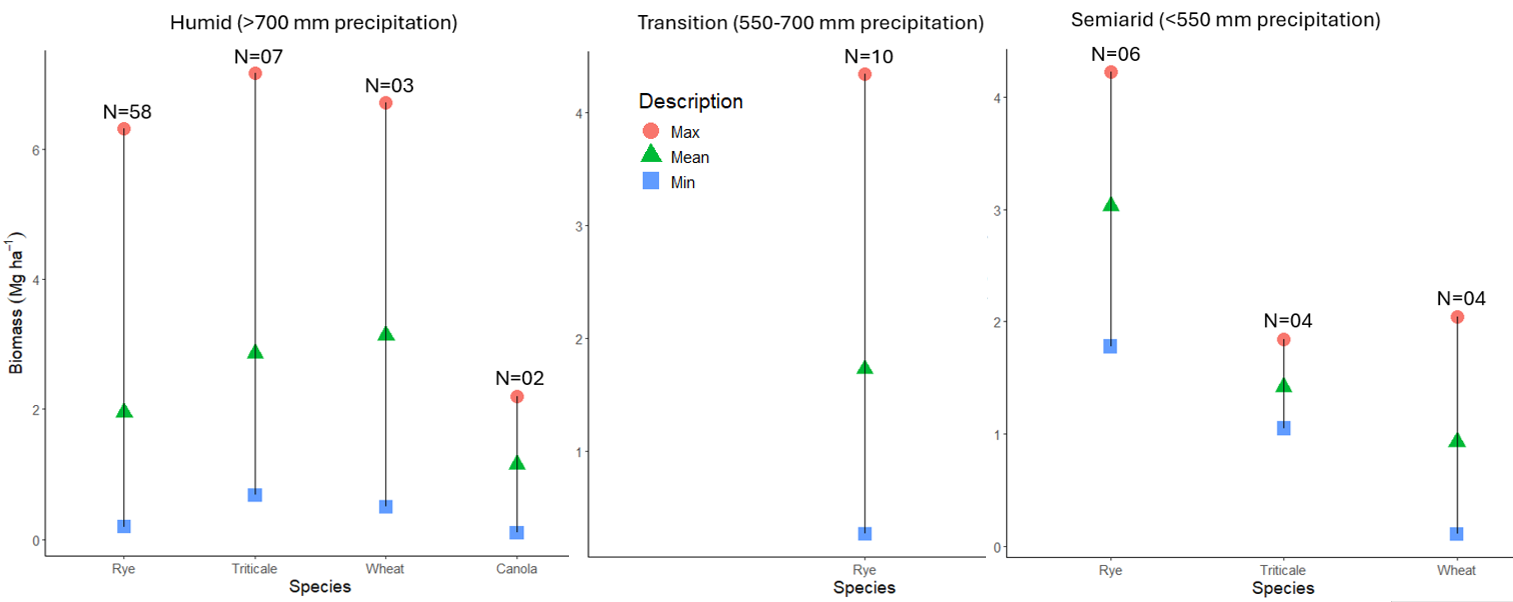 Humid (>700 mm precipitation)
Transition (550-700 mm precipitation)
Semiarid (<550 mm precipitation)
Biomass (Mg ha⁻¹)
N=58
N=07
N=03
N=02
6
4
2
0
Rye
Triticale
Wheat
Canola
Species
N=10
Description
Max
Mean
Min
4
3
2
1
Rye
Species
N=06
N=04
N=04
4
3
2
1
0
Rye
Triticale
Wheat
Species